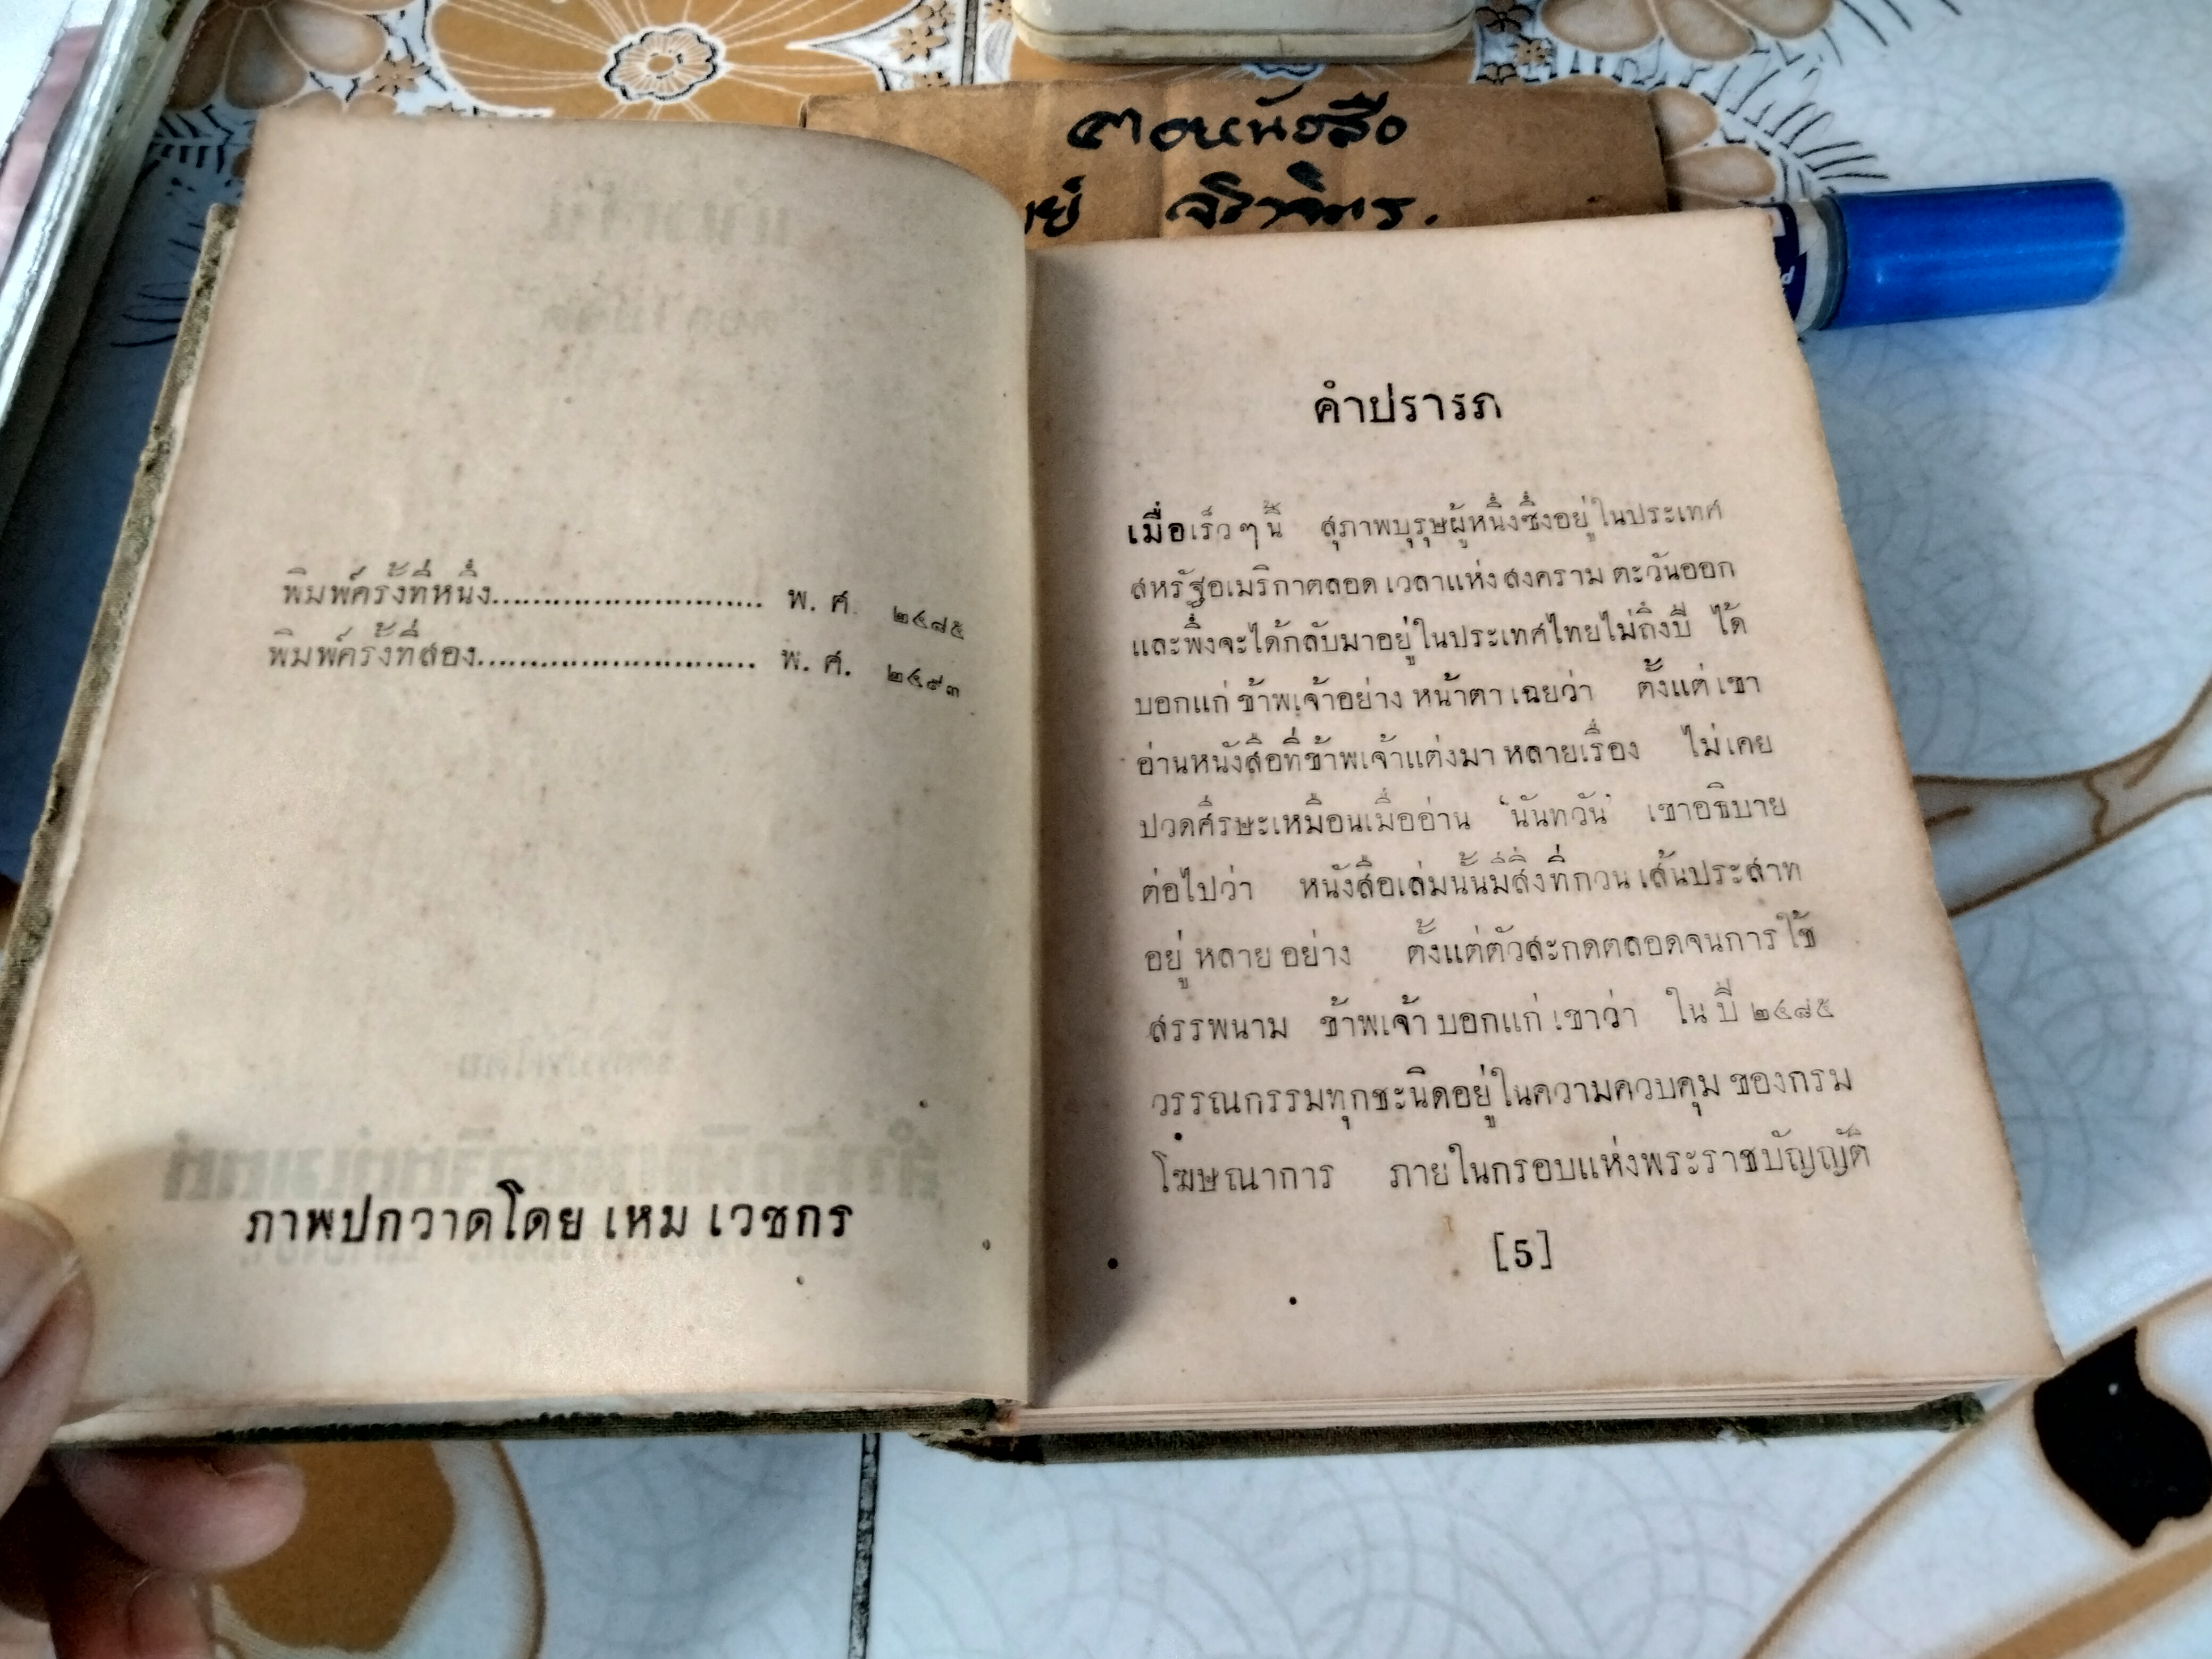 ตอหนังสือ
จิราจิตร.
พิมพ์ครั้งที่หนึ่ง........................... พ. ศ. ๒๔๘๕
พิมพ์ครั้งที่สอง........................... พ. ศ. ๒๔๙๓
ภาพปกวาดโดย เหม เวชกร
คำปรารภ
เมื่อเร็วๆนี้ สุภาพบุรุษผู้หนึ่งซึ่งอยู่ในประเทศ
สหรัฐอเมริกาตลอด เวลาแห่ง สงคราม ตะวันออก
และพึ่งจะได้กลับมาอยู่ในประเทศไทยไม่ถึงปี ได้
บอกแก่ ข้าพเจ้าอย่าง หน้าตา เฉยว่า ตั้งแต่ เขา
อ่านหนังสือที่ข้าพเจ้าแต่งมา หลายเรื่อง ไม่ เคย
ปวดศีรษะเหมือนเมื่ออ่าน 'นันทวัน' เขาอธิบาย
ต่อไปว่า หนังสือเล่มนั้นมีสิ่งที่กวน เส้นประสาท
อยู่ หลาย อย่าง ตั้งแต่ตัวสะกดตลอดจนการ ใช้
สรรพนาม ข้าพเจ้า บอกแก่ เขาว่า ใน ปี ๒๔๘๕
วรรณกรรมทุกชะนิดอยู่ในความควบคุม ของกรม
โฆษณาการ ภายในกรอบแห่งพระราชบัญญัติ
[5]